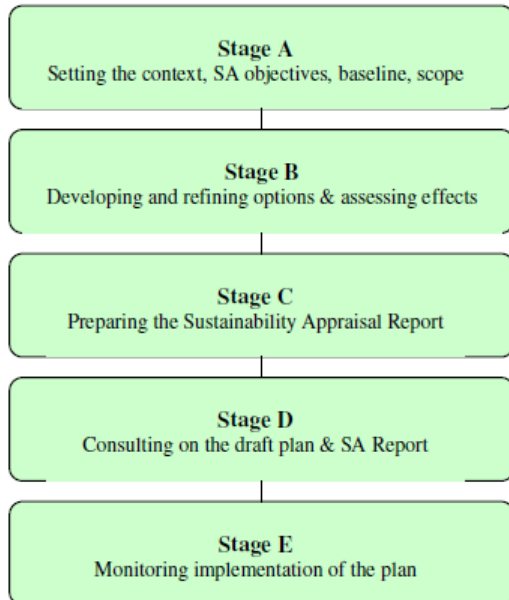 Stage A
Setting the context, SA objectives, baseline, scope
Stage B
Developing and refining options & assessing effects
Stage C
Preparing the Sustainability Appraisal Report
Stage D
Consulting on the draft plan & SA Report
Stage E
Monitoring implementation of the plan